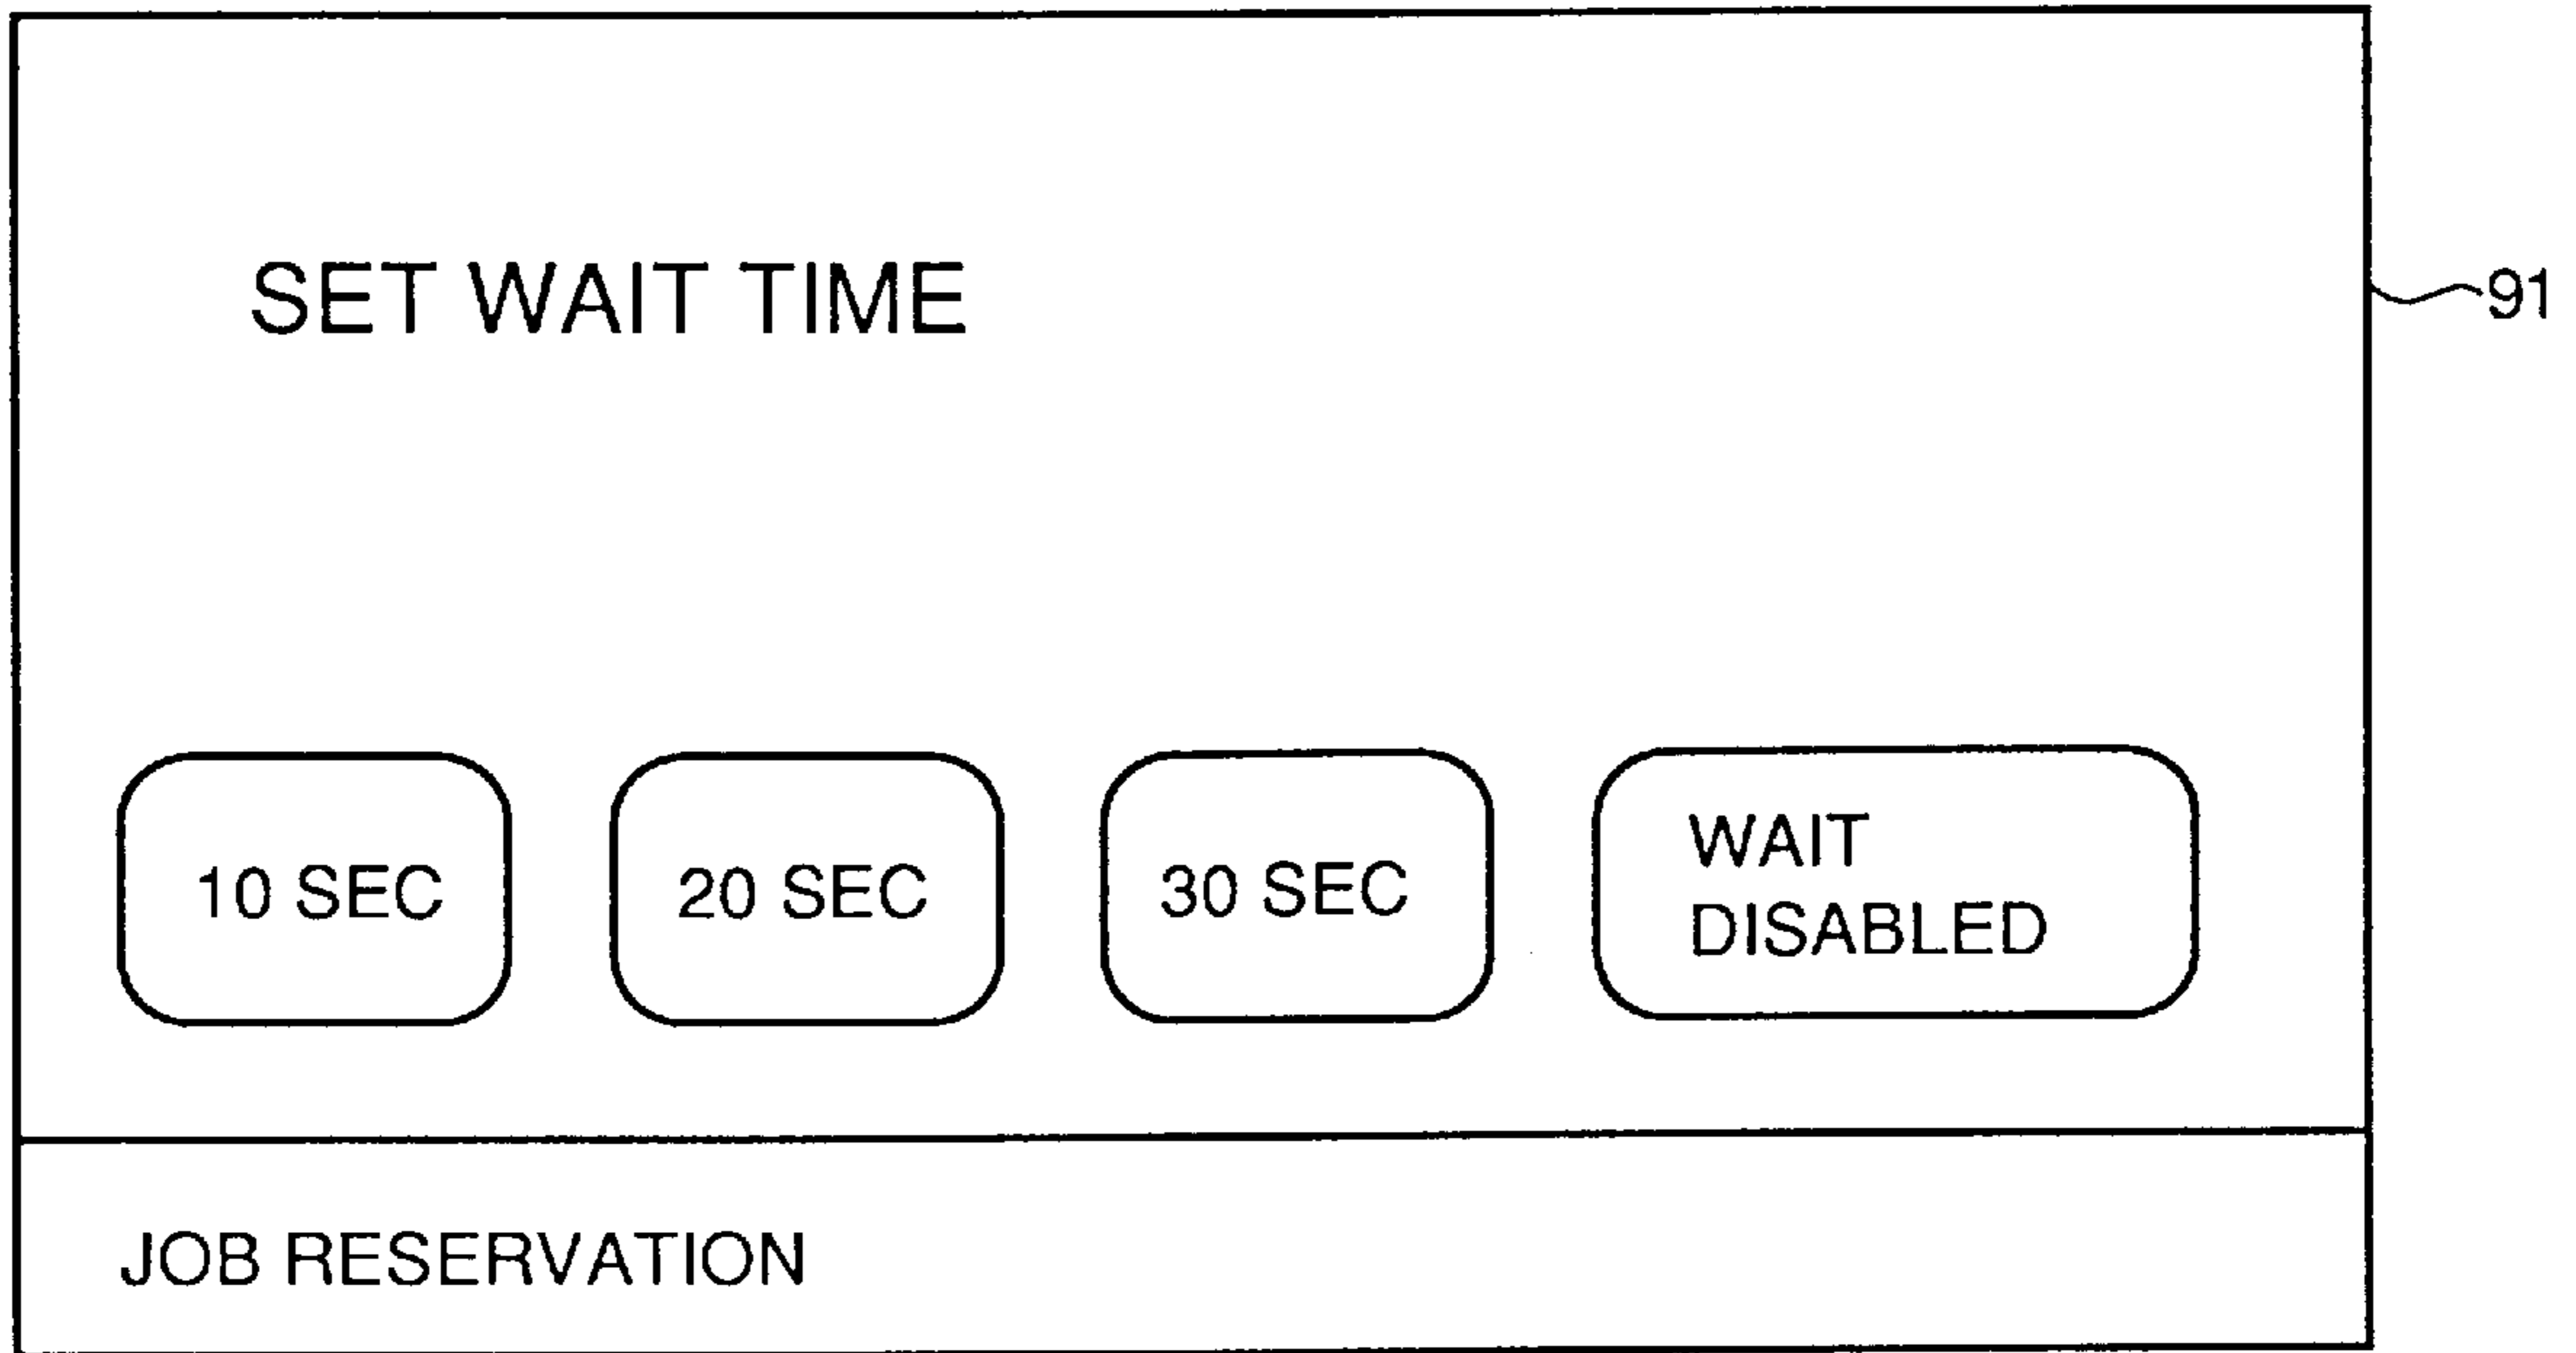 SET WAIT TIME
91
10 SEC
20 SEC
30 SEC
WAIT
DISABLED
JOB RESERVATION